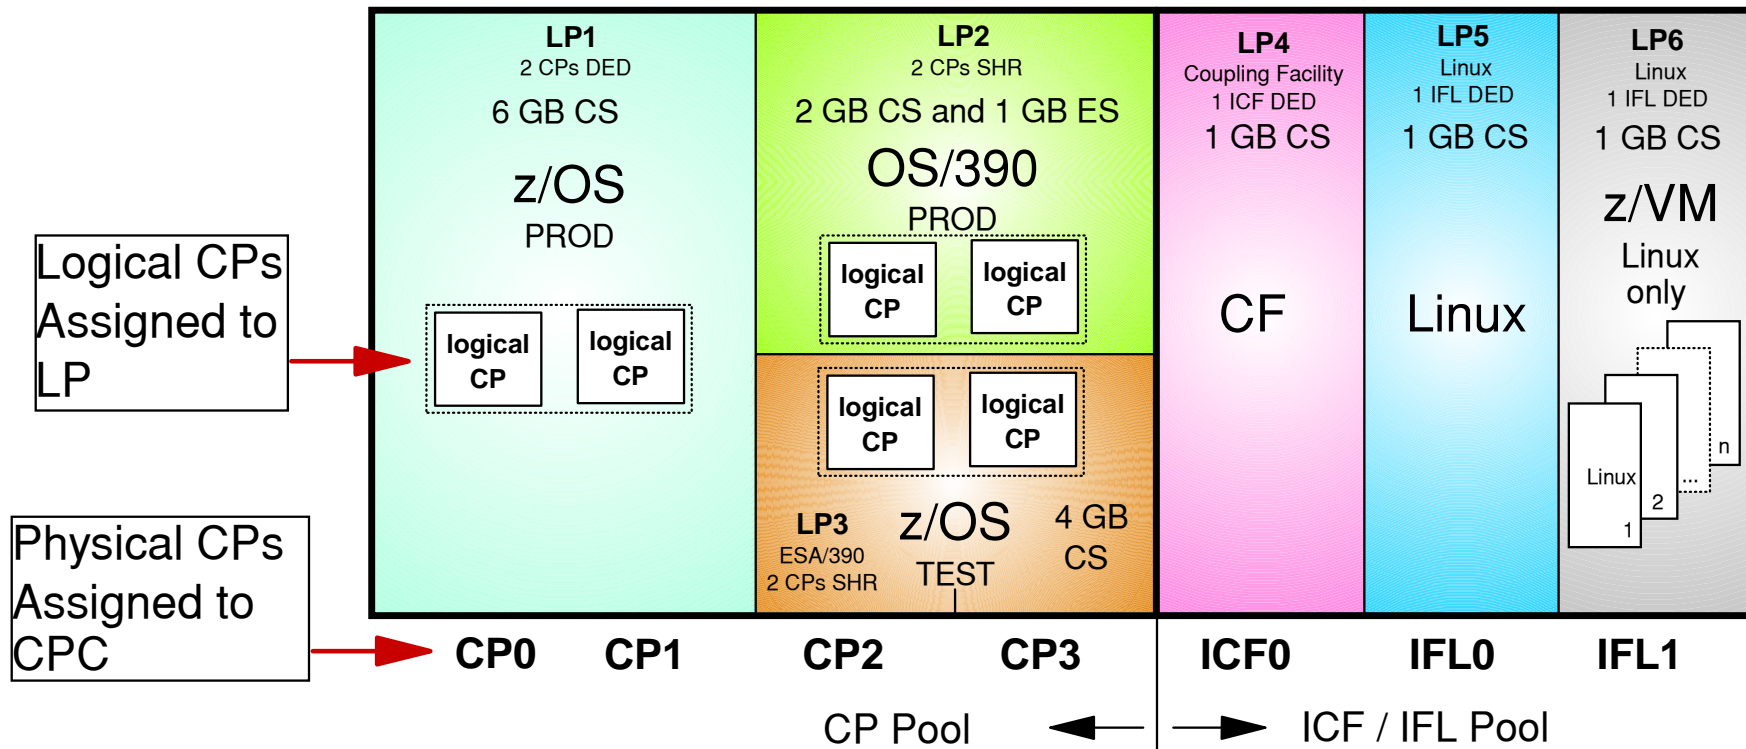 LP1
2 CPs DED
6 GB CS
z/OS
PROD
logical
CP
logical
CP
LP2
2 CPs SHR
2 GB CS and 1 GB ES
OS/390
PROD
logical
CP
logical
CP
logical
CP
logical
CP
LP3
ESA/390
2 CPs SHR
z/OS
TEST
4 GB
CS
LP4
Coupling Facility
1 ICF DED
1 GB CS
CF
LP5
Linux
1 IFL DED
1 GB CS
Linux
LP6
Linux
1 IFL DED
1 GB CS
z/VM
Linux
only
Linux
1
2
...
n
Logical CPs
Assigned to
LP
Physical CPs
Assigned to
CPC
CP0 CP1 CP2 CP3 ICF0 IFL0 IFL1
CP Pool ICF / IFL Pool